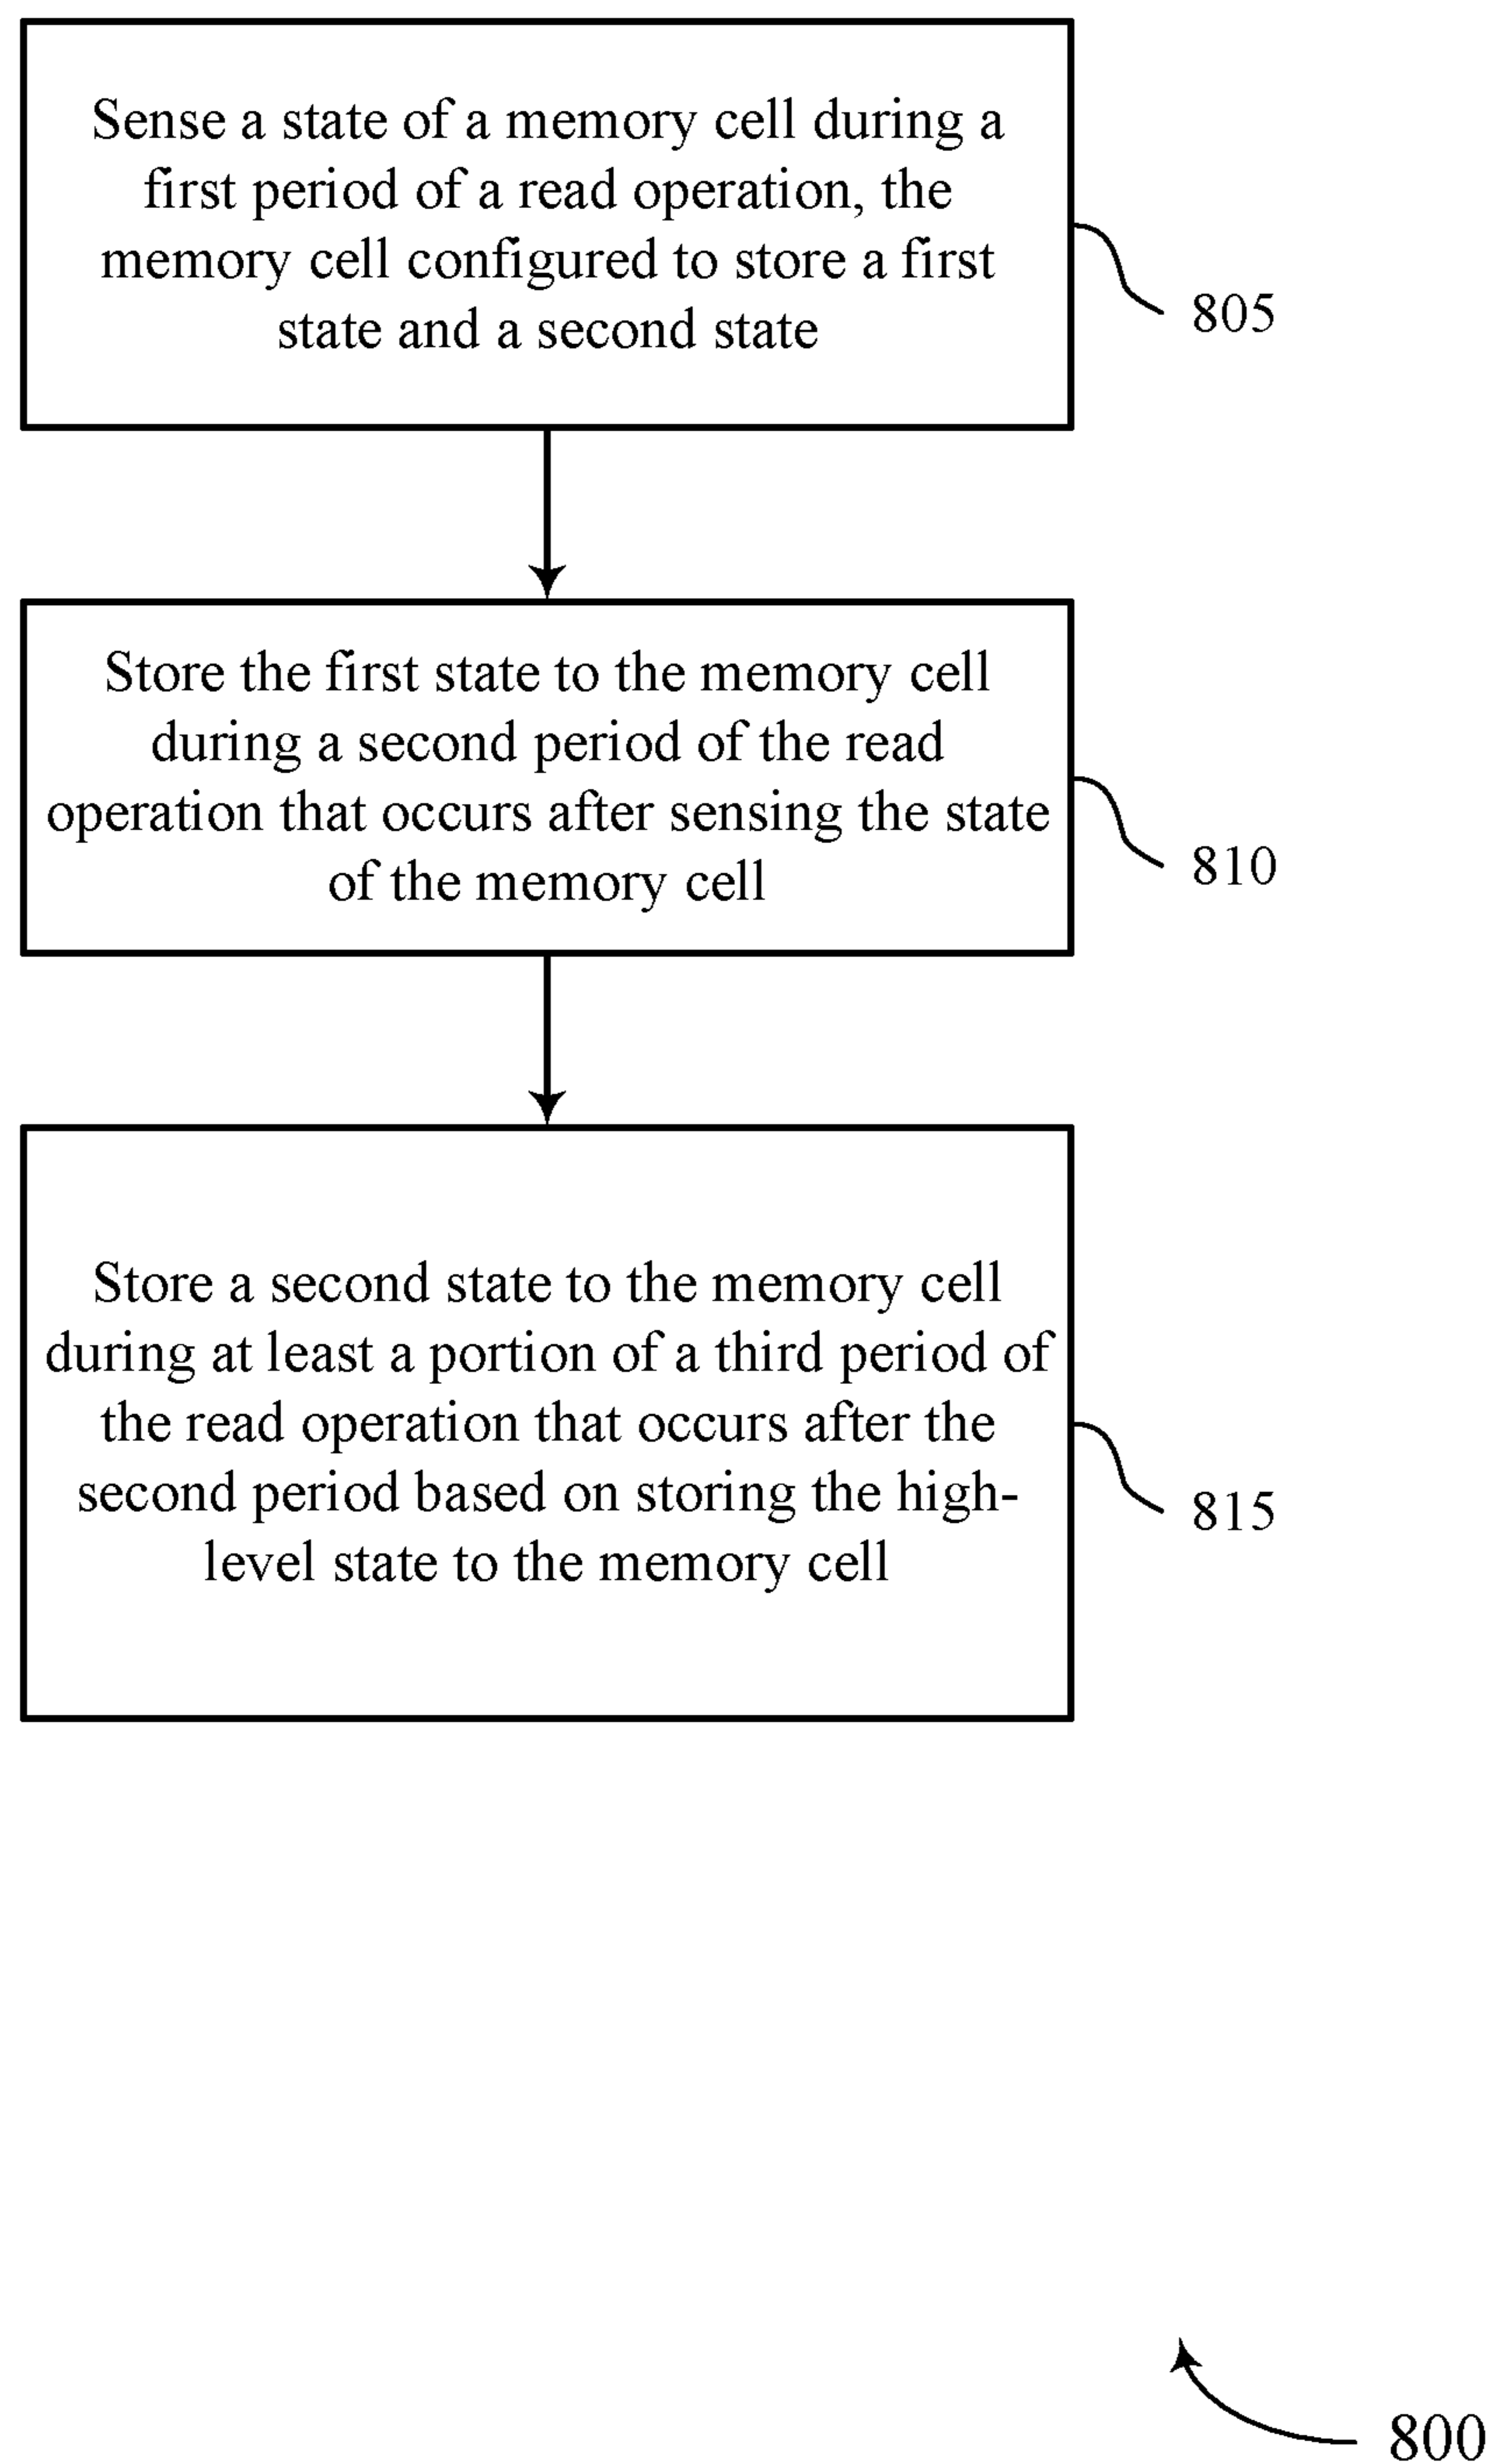 Sense a state of a memory cell during a
first period of a read operation, the
memory cell configured to store a first
state and a second state
805
Store the first state to the memory cell
during a second period of the read
operation that occurs after sensing the state
of the memory cell
810
Store a second state to the memory cell
during at least a portion of a third period of
the read operation that occurs after the
second period based on storing the high-
level state to the memory cell
815
800